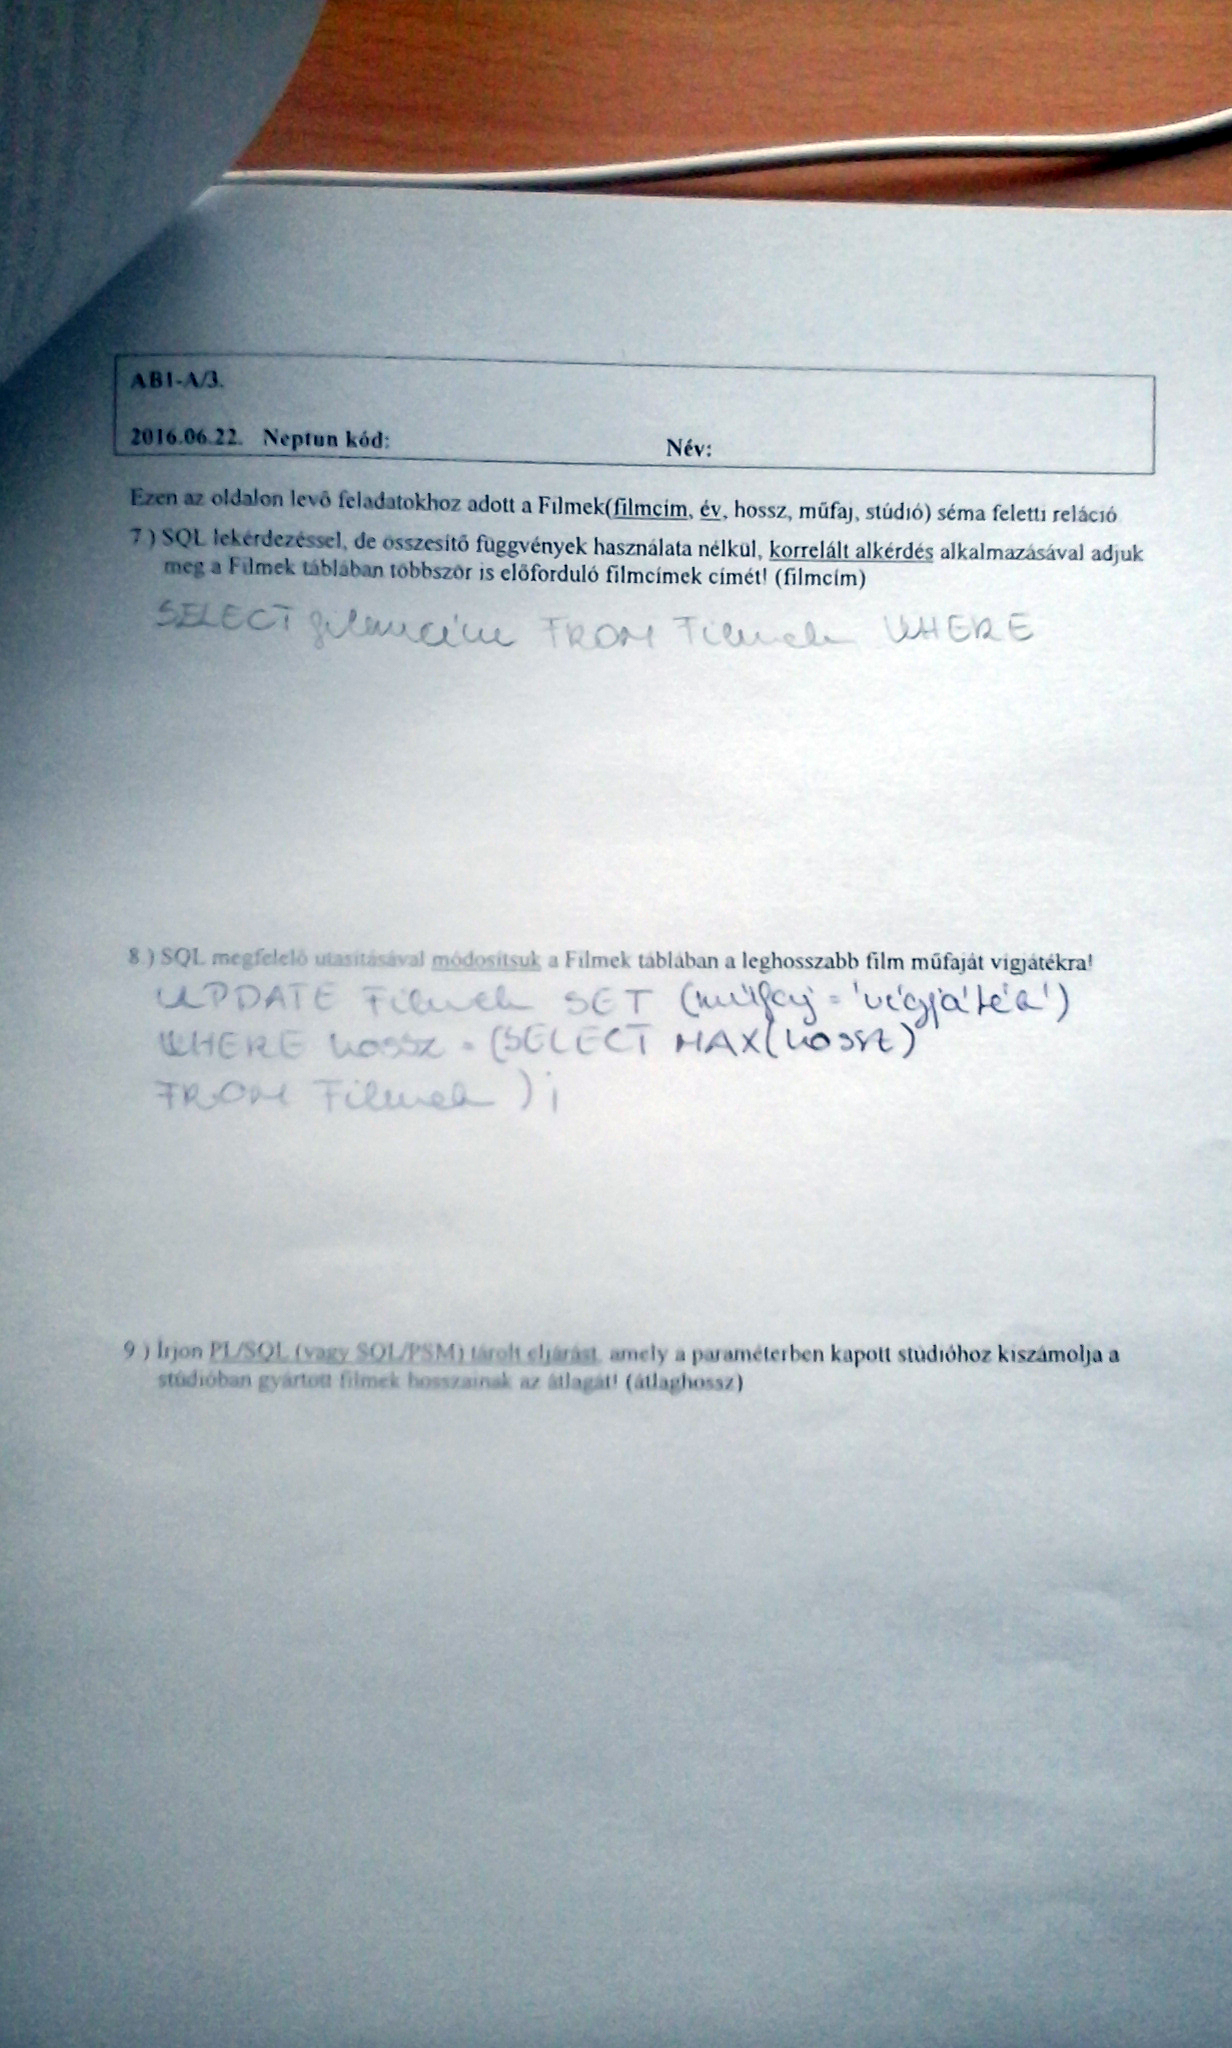 AB1-A/3.
2016.06.22. Neptun kód: Név:
Ezen az oldalon levő feladatokhoz adott a Filmek(filmcím, év, hossz, műfaj, stúdió) séma feletti reláció
7.) SQL lekérdezéssel, de összesítő függvények használata nélkül, korrelált alkérdés alkalmazásával adjuk
meg a Filmek táblában többször is előforduló filmcímek címét! (filmcím)
SELECT filmcím FROM Filmek WHERE
8.) SQL megfelelő utasításával módosítsuk a Filmek táblában a leghosszabb film műfaját vígjátékra!
UPDATE Filmek SET (műfaj = 'vígjáték')
WHERE hossz = (SELECT MAX(hossz)
FROM Filmek );
9.) Írjon PL/SQL (vagy SQL/PSM) tárolt eljárást, amely a paraméterben kapott stúdióhoz kiszámolja a
stúdióban gyártott filmek hosszainak az átlagát! (átlaghossz)